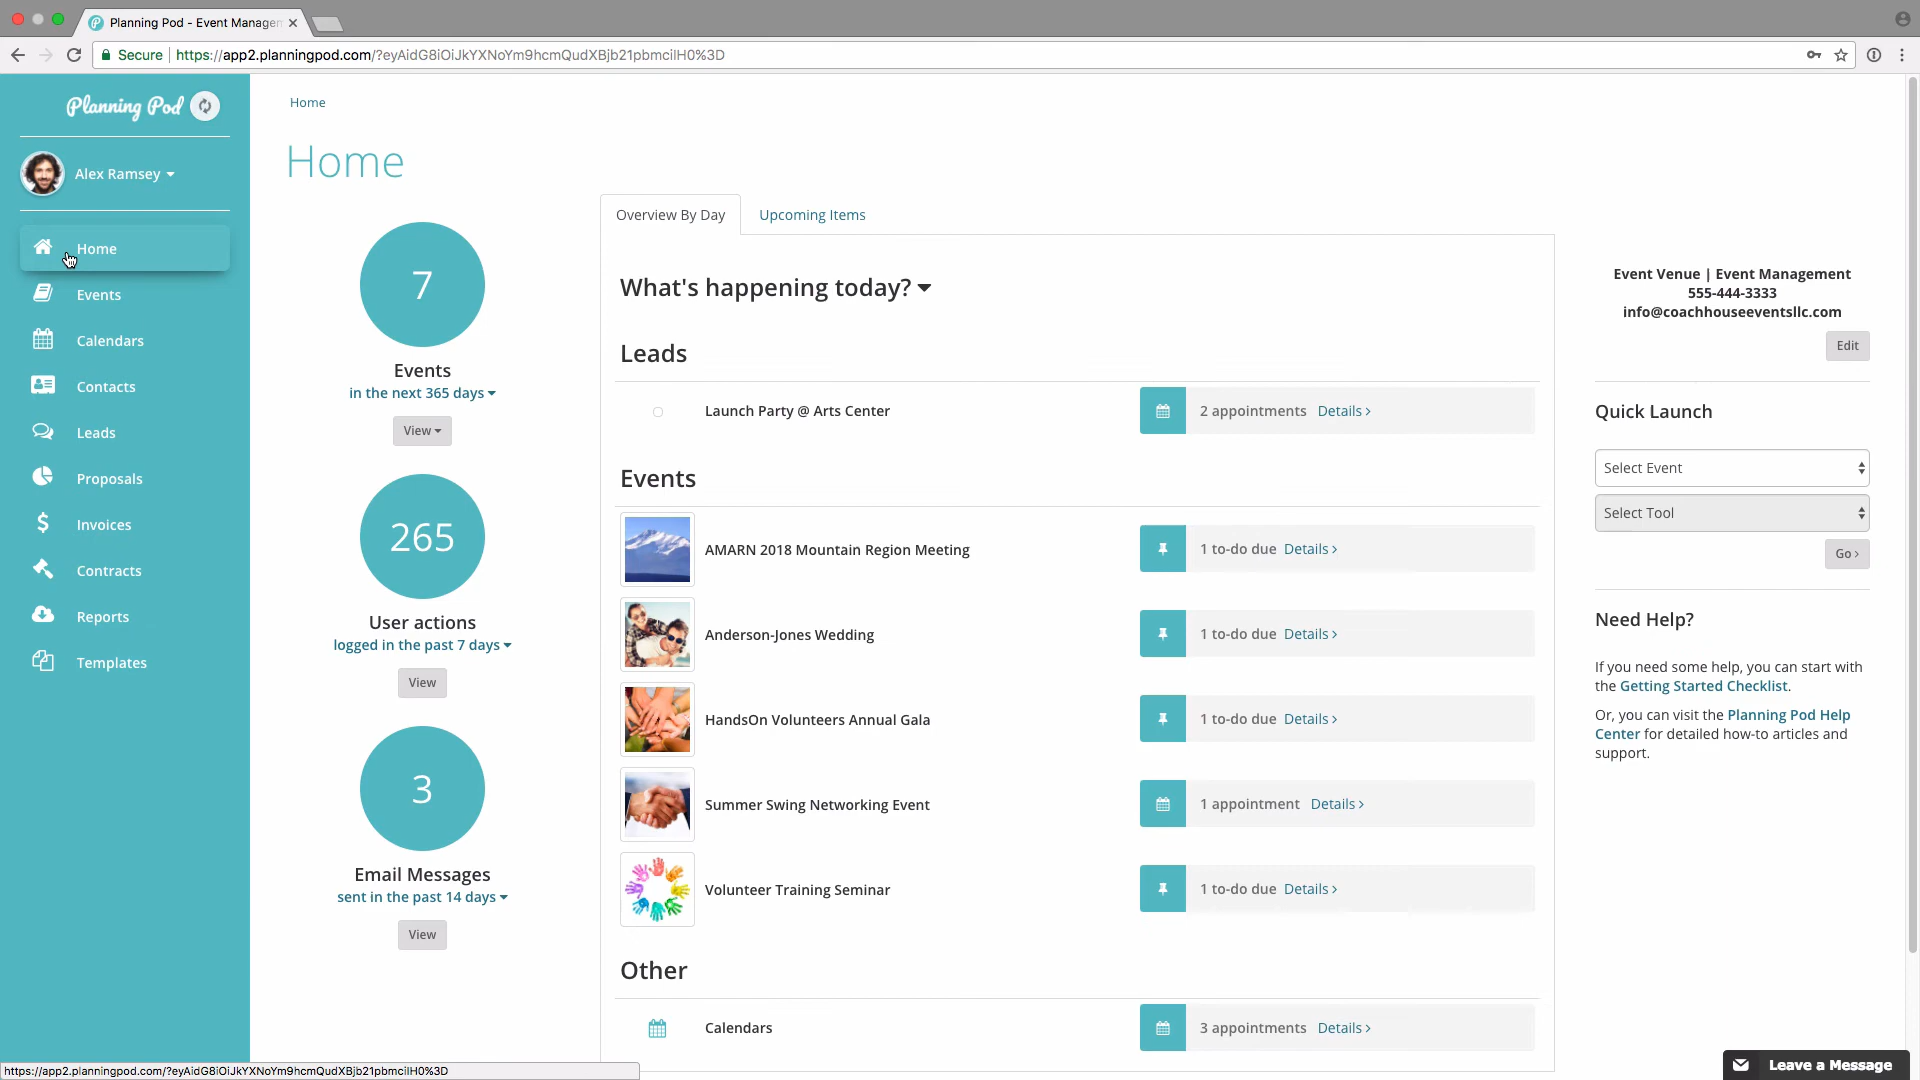 Planning Pod - Event Managem
Secure
https://app2.planningpod.com/?eyAidG8iOiJkYXNoYm9hcmQudXBjb21pbmciIH0%3D
Planning Pod
Alex Ramsey
Home
Events
Calendars
Contacts
Leads
Proposals
Invoices
Contracts
Reports
Templates
Home
Home
7
Events
in the next 365 days
View
265
User actions
logged in the past 7 days
View
3
Email Messages
sent in the past 14 days
View
Overview By Day
Upcoming Items
What's happening today?
Leads
Launch Party @ Arts Center
2 appointments Details ›
Events
AMARN 2018 Mountain Region Meeting
1 to-do due Details ›
Anderson-Jones Wedding
1 to-do due Details ›
HandsOn Volunteers Annual Gala
1 to-do due Details ›
Summer Swing Networking Event
1 appointment Details ›
Volunteer Training Seminar
1 to-do due Details ›
Other
Calendars
3 appointments Details ›
Event Venue | Event Management
555-444-3333
info@coachhouseeventsllc.com
Edit
Quick Launch
Select Event
Select Tool
Go ›
Need Help?
If you need some help, you can start with
the Getting Started Checklist.
Or, you can visit the Planning Pod Help
Center for detailed how-to articles and
support.
Leave a Message
https://app2.planningpod.com/?eyAidG8iOiJkYXNoYm9hcmQudXBjb21pbmciIH0%3D